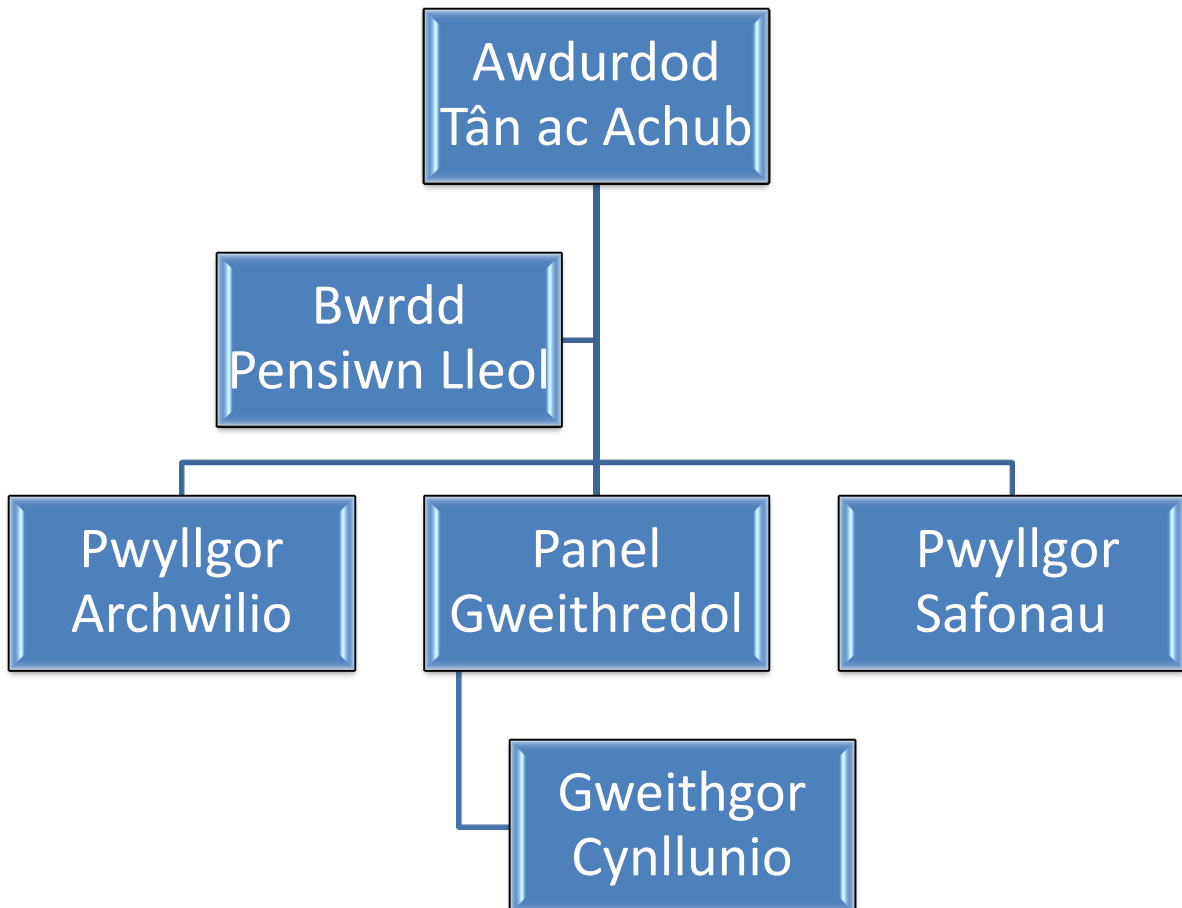 Awdurdod
Tân ac Achub
Bwrdd
Pensiwn Lleol
Pwyllgor
Archwilio
Panel
Gweithredol
Pwyllgor
Safonau
Gweithgor
Cynllunio